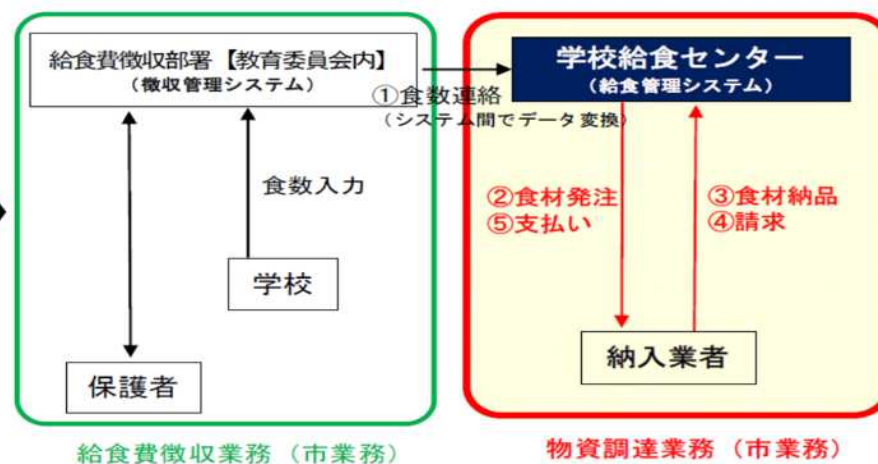 給食費徴収部署【教育委員会内】
（徴収管理システム）
①食数連絡
（システム間でデータ変換）
食数入力
学校
保護者
給食費徴収業務（市業務）
学校給食センター
（給食管理システム）
②食材発注
⑤支払い
③食材納品
④請求
納入業者
物資調達業務（市業務）